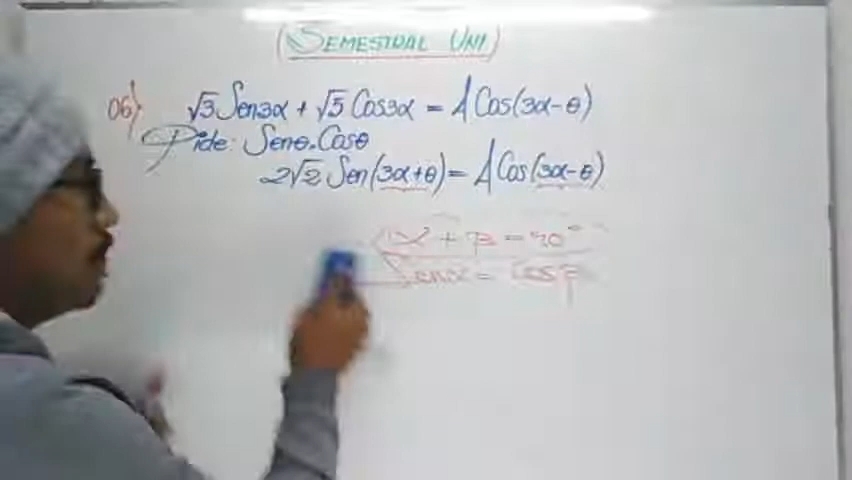 (SEMESTRAL UNI)
06) √3 Sen3α + √5 Cos3α = A Cos(3α-θ)
Pide: Senθ.Cosθ
2√2 Sen(3α+θ) = A Cos(3α-θ)
α + β = 90°
Senα = Cosβ